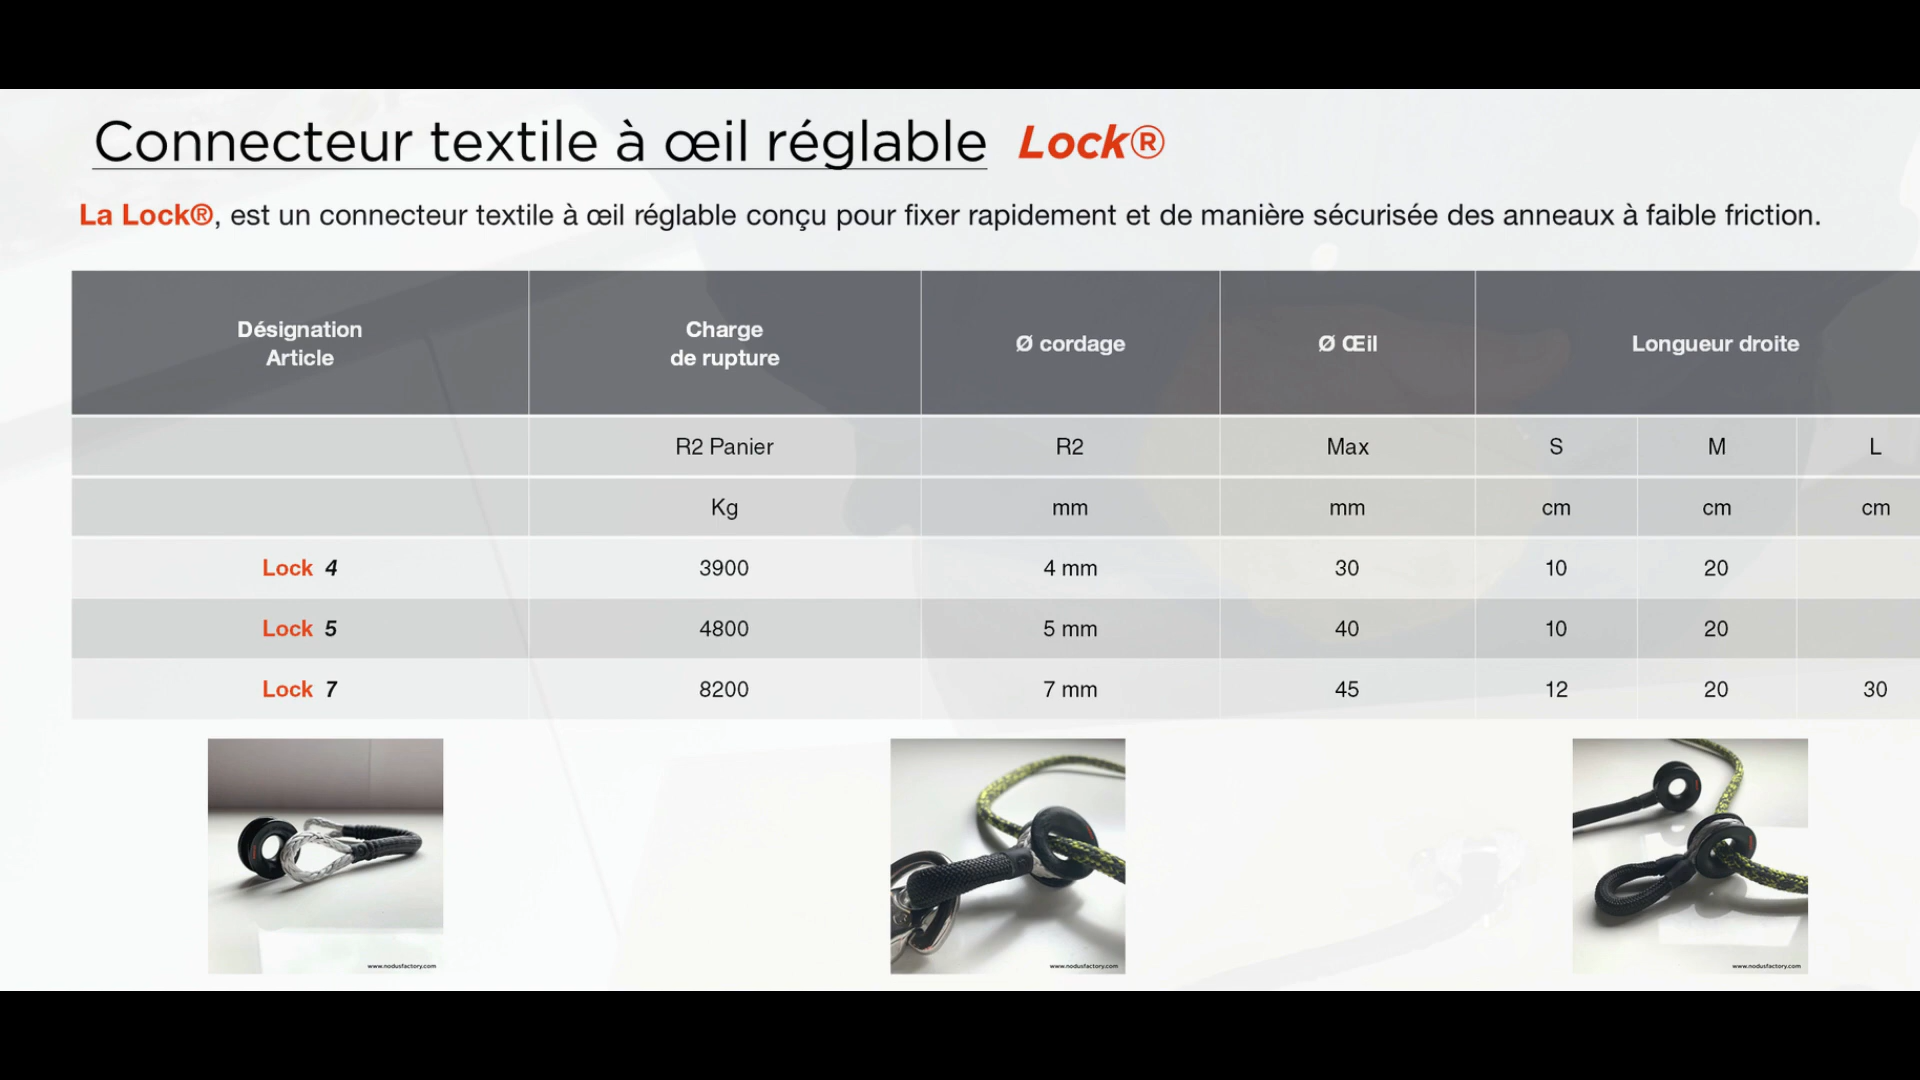 Connecteur textile à œil réglable Lock®
La Lock®, est un connecteur textile à œil réglable conçu pour fixer rapidement et de manière sécurisée des anneaux à faible friction.
Désignation Article Charge de rupture Ø cordage Ø Œil Longueur droite
R2 Panier R2 Max S M L
Kg mm mm cm cm cm
Lock 4 3900 4 mm 30 10 20
Lock 5 4800 5 mm 40 10 20
Lock 7 8200 7 mm 45 12 20 30
www.nodusfactory.com www.nodusfactory.com www.nodusfactory.com